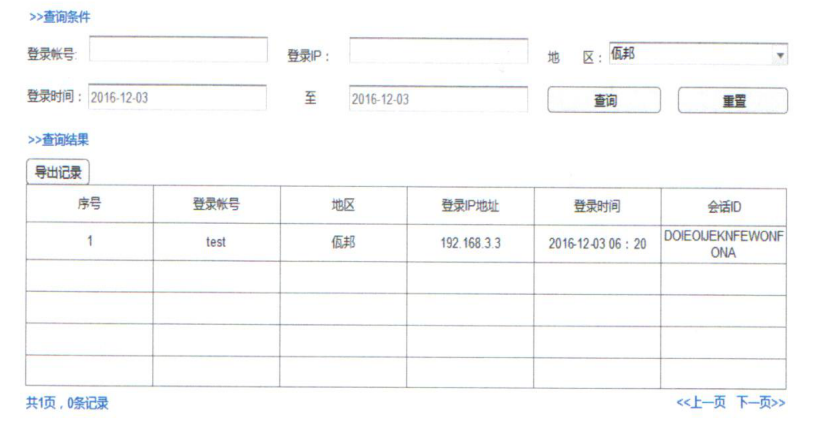 >>查询条件
登录帐号:
登录IP：
地 区：佤邦
登录时间：2016-12-03 至 2016-12-03 查询 重置
>>查询结果
导出记录
序号 登录帐号 地区 登录IP地址 登录时间 会话ID
1 test 佤邦 192.168.3.3 2016-12-03 06：20 DOIEOIJEKNFEWONF
ONA
共1页，0条记录 <<上一页 下一页>>